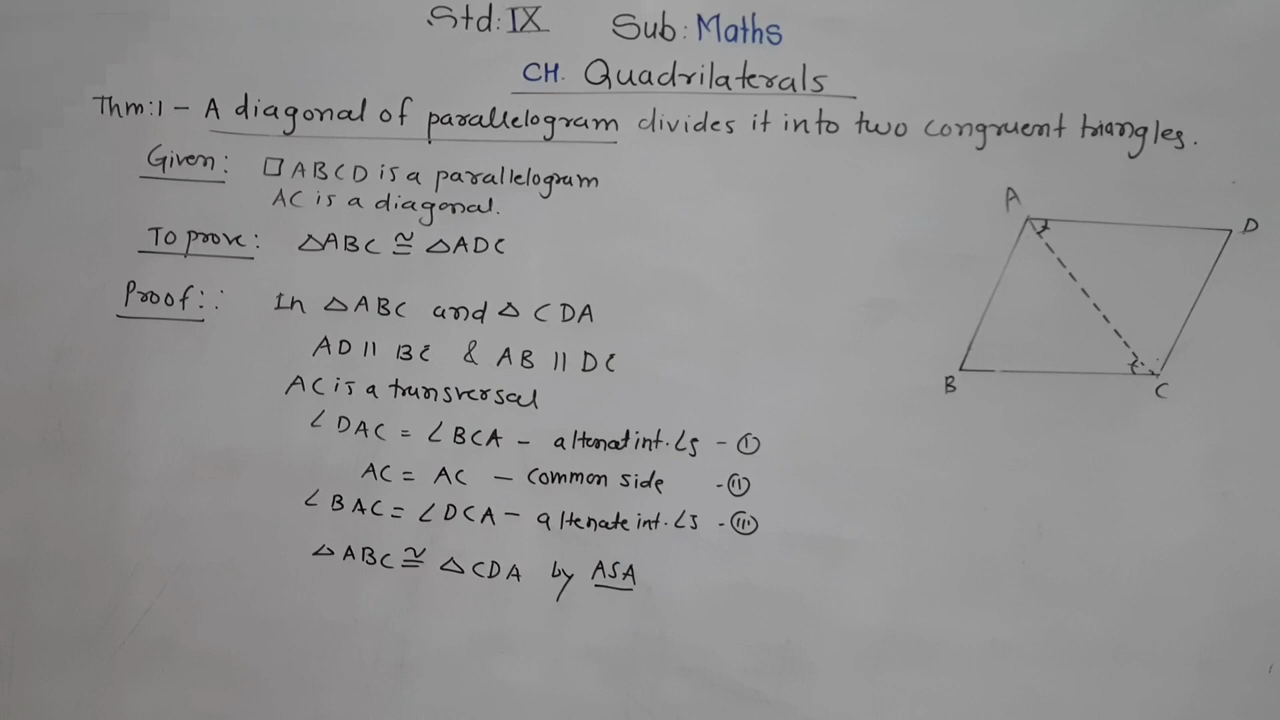 Std: IX Sub: Maths
CH. Quadrilaterals
Thm:1 - A diagonal of parallelogram divides it into two congruent triangles.
Given: □ ABCD is a parallelogram
AC is a diagonal.
To prove: △ABC ≅ △ADC
Proof:: In △ABC and △ CDA
AD || BC & AB || DC
AC is a transversal
∠DAC = ∠BCA - alternat int. ∠s - (i)
AC = AC - common side - (ii)
∠BAC = ∠DCA - altenate int. ∠s - (iii)
△ABC ≅ △CDA by ASA
A
D
B
C